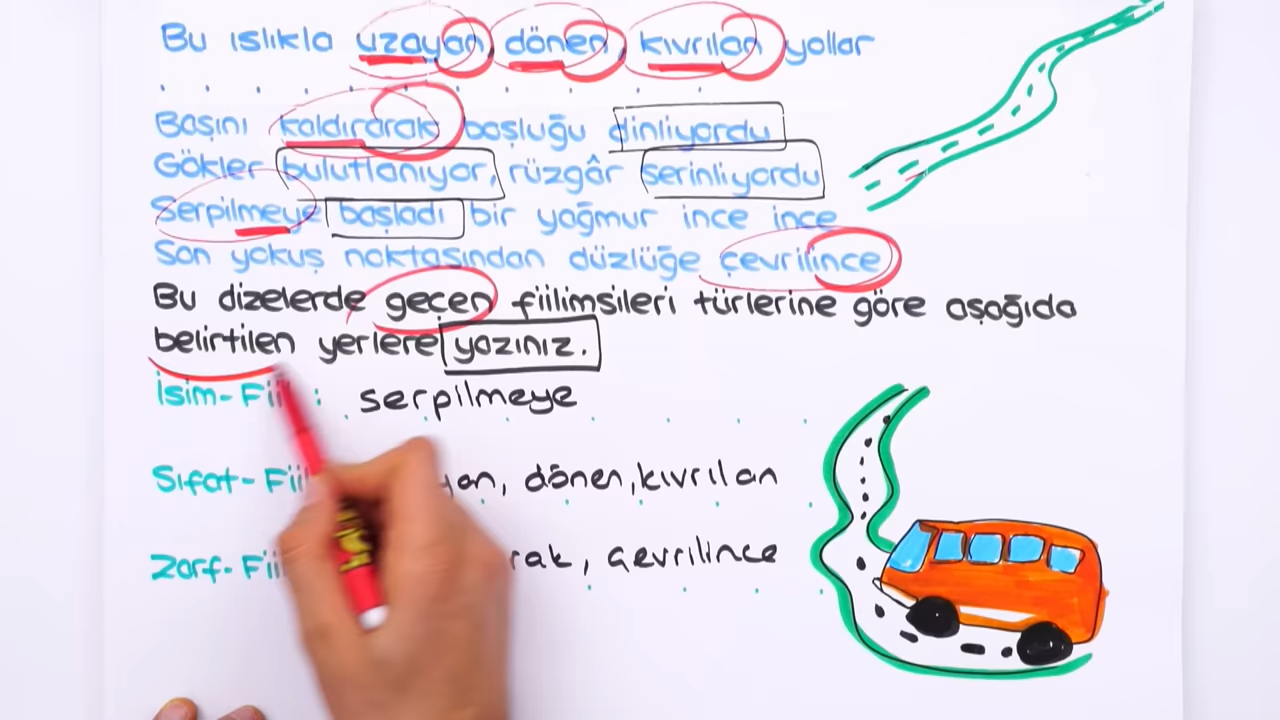 Bu ıslıkla uzayan, dönen, kıvrılan yollar
Başını kaldırarak boşluğu dinliyordu
Gökler bulutlanıyor, rüzgâr serinliyordu
Serpilmeye başladı bir yağmur ince ince
Son yokuş noktasından düzlüğe çevrilince
Bu dizelerde geçen fiilimsileri türlerine göre aşağıda
belirtilen yerlere yazınız.
İsim-Fiil : serpilmeye
Sıfat-Fii dönen, kıvrılan
Zarf-Fii çevrilince